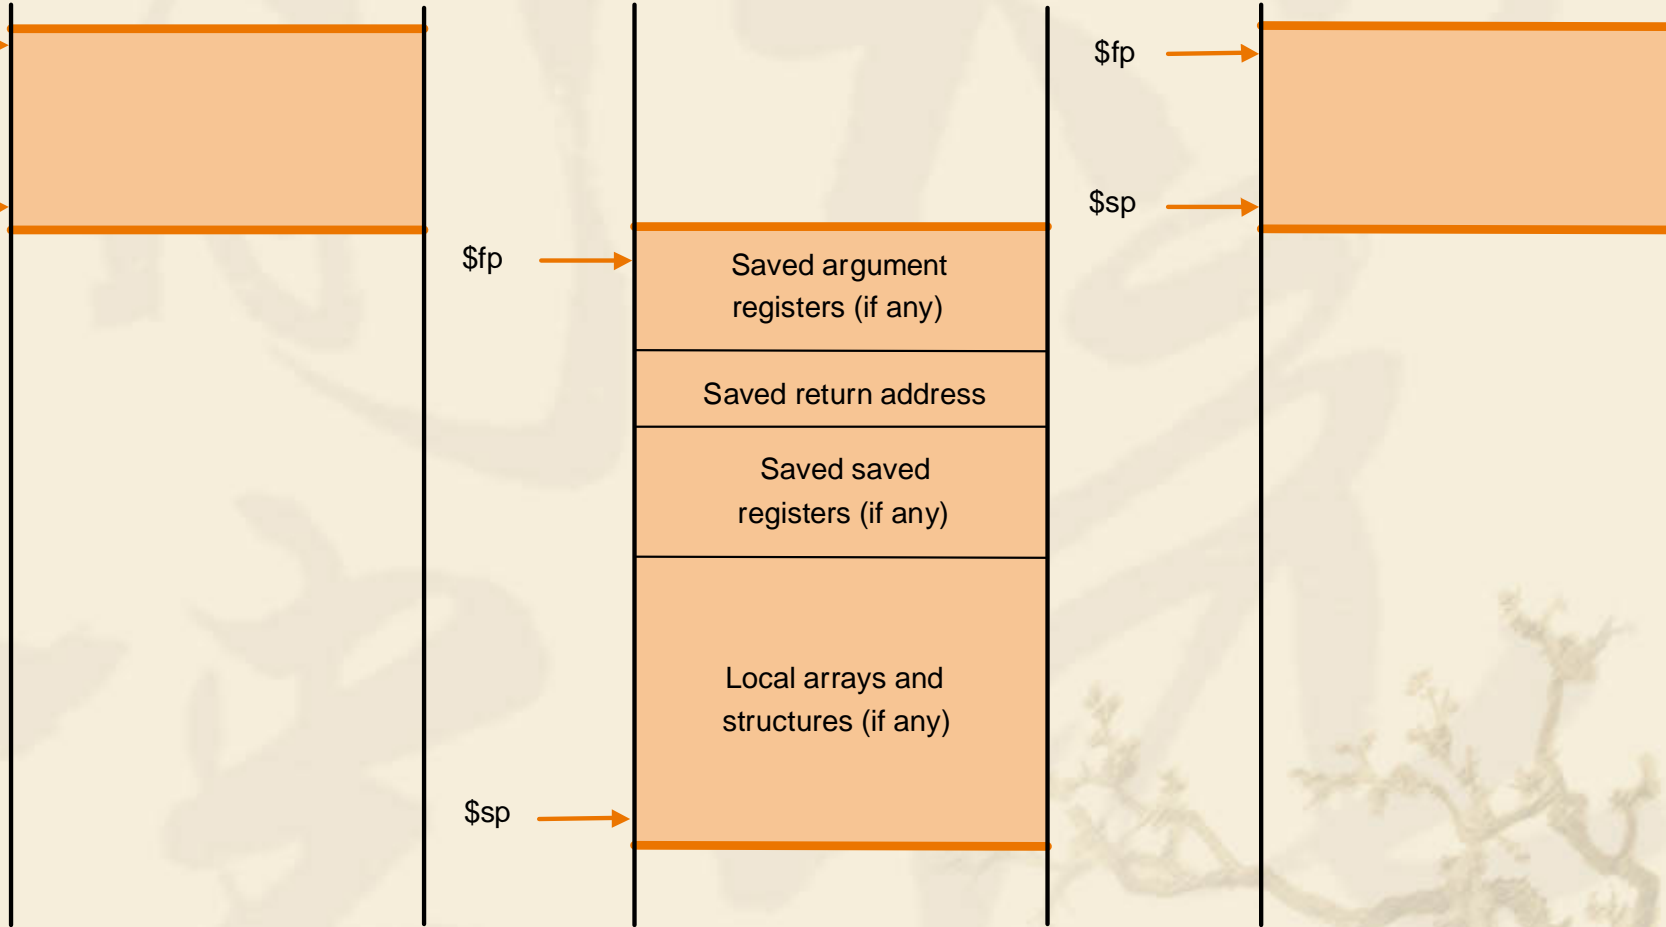 $fp
$sp
$fp
Saved argument
registers (if any)
Saved return address
Saved saved
registers (if any)
Local arrays and
structures (if any)
$sp